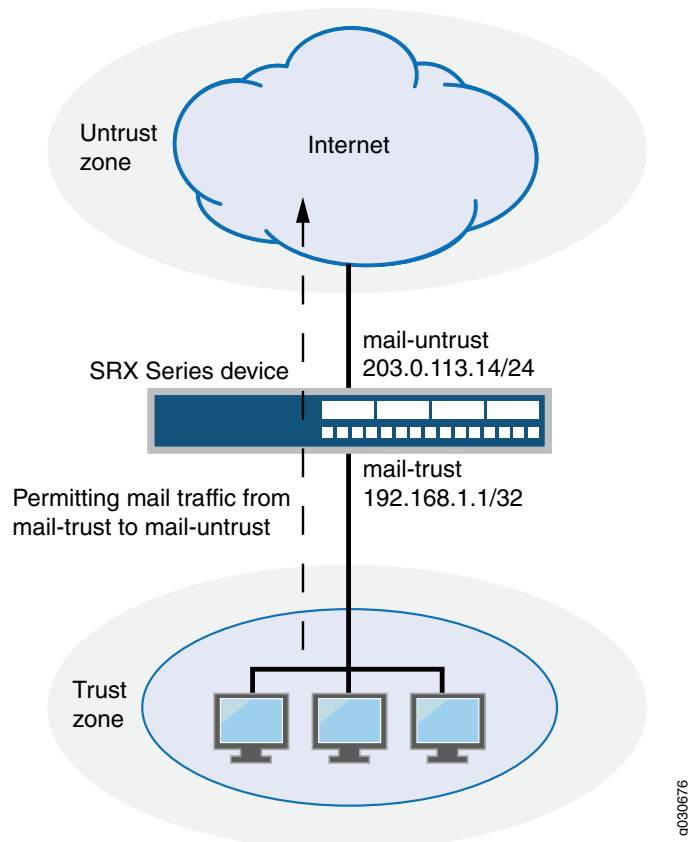 Untrust
zone
Internet
mail-untrust
203.0.113.14/24
SRX Series device
mail-trust
192.168.1.1/32
Permitting mail traffic from
mail-trust to mail-untrust
Trust
zone
g030676